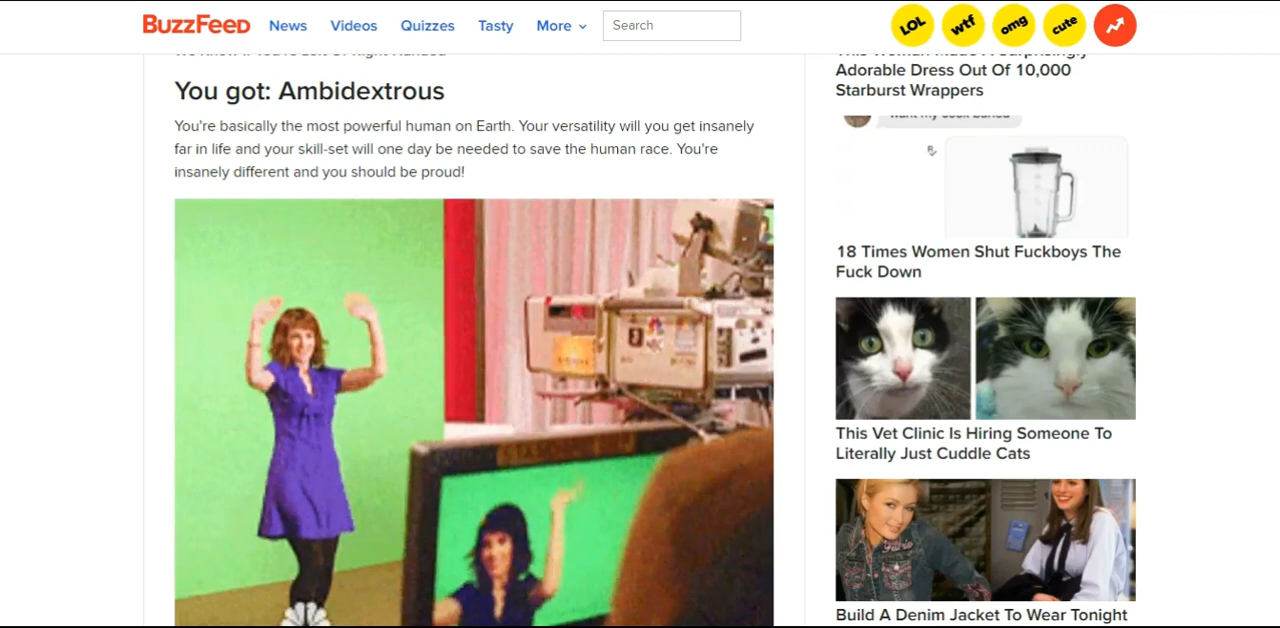 BuzzFeed News Videos Quizzes Tasty More Search LOL wtf omg cute
You got: Ambidextrous
You're basically the most powerful human on Earth. Your versatility will you get insanely
far in life and your skill-set will one day be needed to save the human race. You're
insanely different and you should be proud!
Adorable Dress Out Of 10,000
Starburst Wrappers
18 Times Women Shut Fuckboys The
Fuck Down
This Vet Clinic Is Hiring Someone To
Literally Just Cuddle Cats
Build A Denim Jacket To Wear Tonight